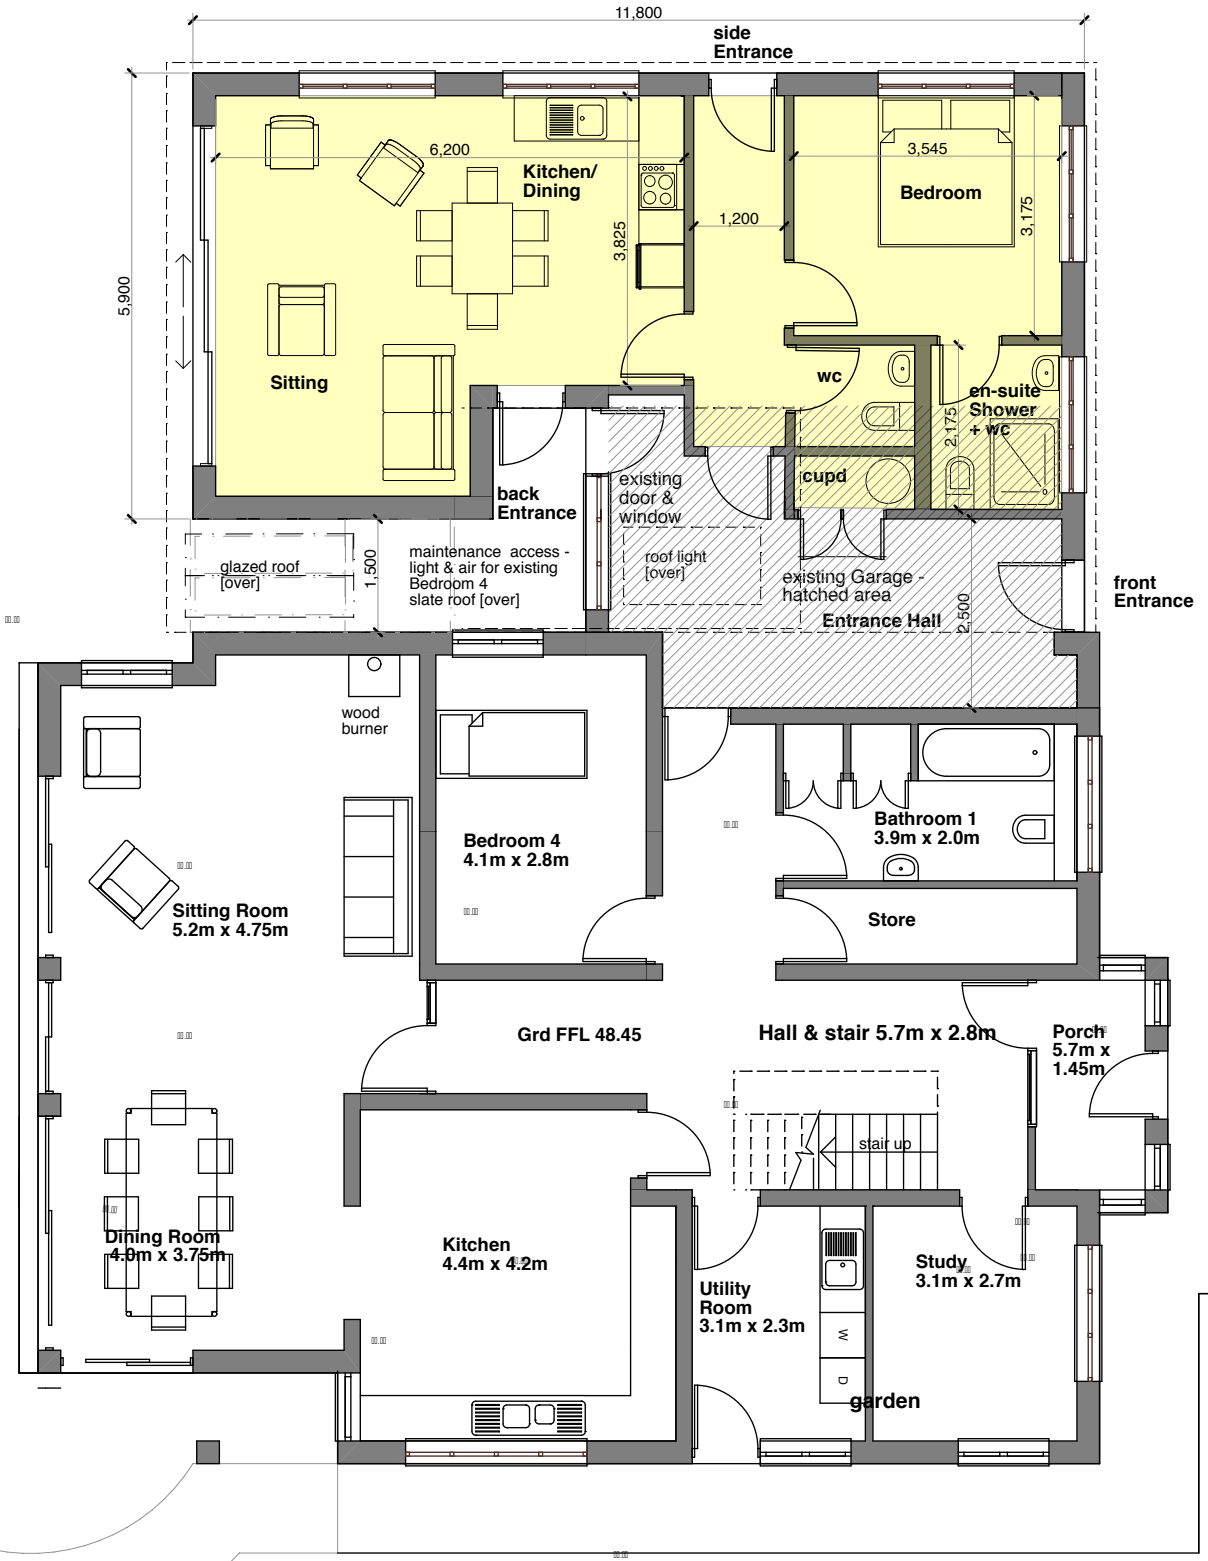 11,800
side
Entrance
6,200
Kitchen/
Dining
3,545
Bedroom
3,175
1,200
3,825
5,900
Sitting
wc
en-suite
Shower
+ wc
2,175
cupd
existing
door &
window
back
Entrance
glazed roof
[over]
1,500
maintenance access -
light & air for existing
Bedroom 4
slate roof [over]
roof light
[over]
existing Garage -
hatched area
Entrance Hall
2,500
front
Entrance
wood
burner
Bedroom 4
4.1m x 2.8m
Bathroom 1
3.9m x 2.0m
Sitting Room
5.2m x 4.75m
Store
Grd FFL 48.45
Hall & stair 5.7m x 2.8m
Porch
5.7m x
1.45m
stair up
Dining Room
4.0m x 3.75m
Kitchen
4.4m x 4.2m
Utility
Room
3.1m x 2.3m
Study
3.1m x 2.7m
W
D
garden